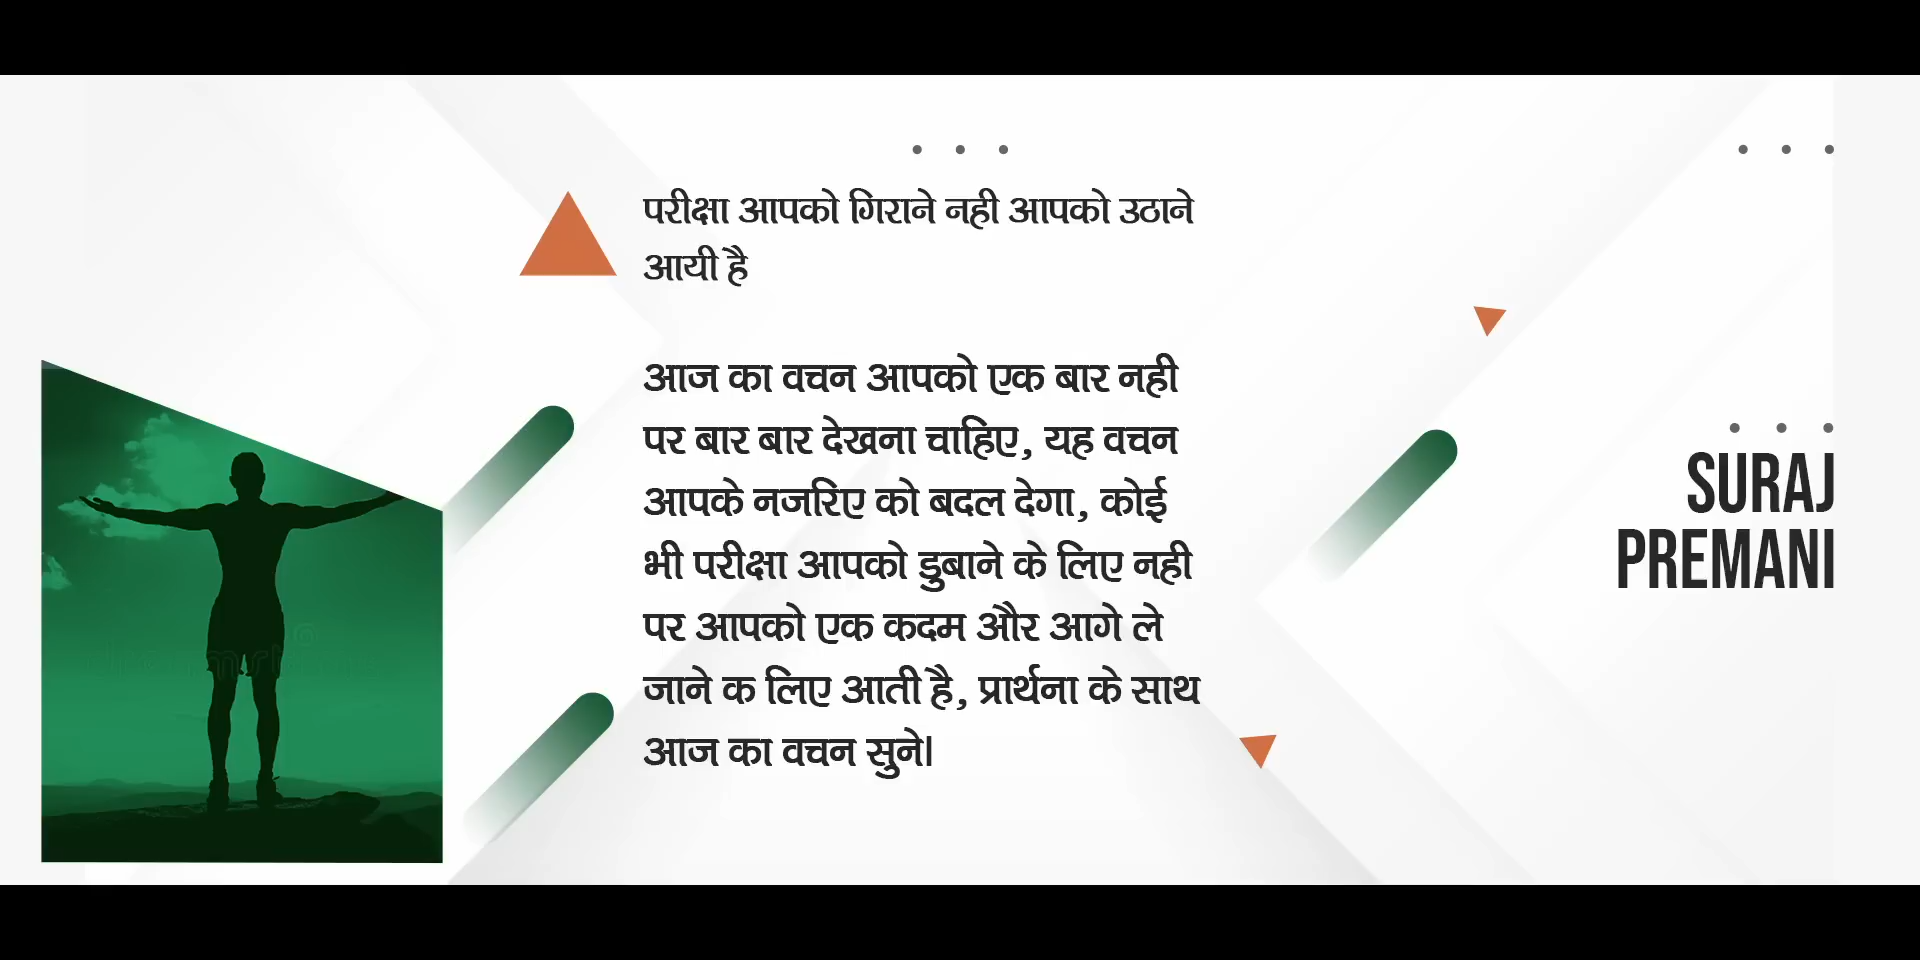 परीक्षा आपको गिराने नही आपको उठाने
आयी है
आज का वचन आपको एक बार नही
पर बार बार देखना चाहिए, यह वचन
आपके नजरिए को बदल देगा, कोई
भी परीक्षा आपको डुबाने के लिए नही
पर आपको एक कदम और आगे ले
जाने क लिए आती है, प्रार्थना के साथ
आज का वचन सुने।
SURAJ
PREMANI